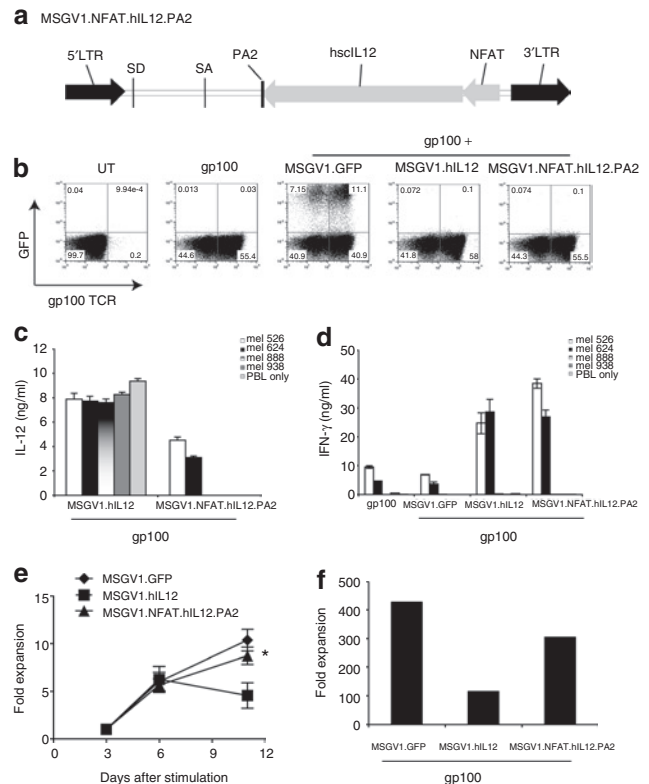 a MSGV1.NFAT.hIL12.PA2
5′LTR SD SA PA2 hscIL12 NFAT 3′LTR
b
gp100 +
UT gp100 MSGV1.GFP MSGV1.hIL12 MSGV1.NFAT.hIL12.PA2
0.04 9.94e-4 0.013 0.03 7.15 11.1 0.072 0.1 0.074 0.1
GFP
99.7 0.2 44.6 55.4 40.9 40.9 41.8 58 44.3 55.5
gp100 TCR
c
mel 526
mel 624
mel 888
mel 938
PBL only
IL-12 (ng/ml)
12
10
8
6
4
2
0
MSGV1.hIL12 MSGV1.NFAT.hIL12.PA2
gp100
d
mel 526
mel 624
mel 888
mel 938
PBL only
IFN-γ (ng/ml)
50
40
30
20
10
0
gp100 MSGV1.GFP MSGV1.hIL12 MSGV1.NFAT.hIL12.PA2
gp100
e
MSGV1.GFP
MSGV1.hIL12
MSGV1.NFAT.hIL12.PA2
Fold expansion
15
10
5
0
*
0 3 6 9 12
Days after stimulation
f
Fold expansion
500
400
300
200
100
0
MSGV1.GFP MSGV1.hIL12 MSGV1.NFAT.hIL12.PA2
gp100